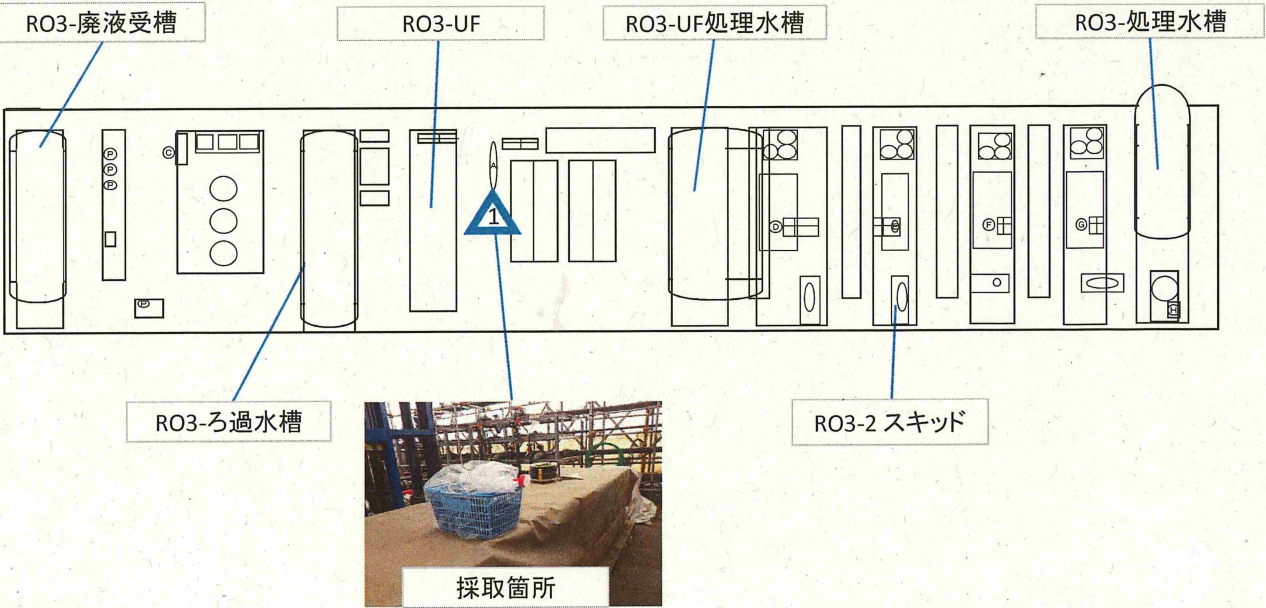 RO3-廃液受槽
RO3-UF
RO3-UF処理水槽
RO3-処理水槽
P
P
P
C
A
1
D
F
G
P
H
RO3-ろ過水槽
RO3-2 スキッド
採取箇所